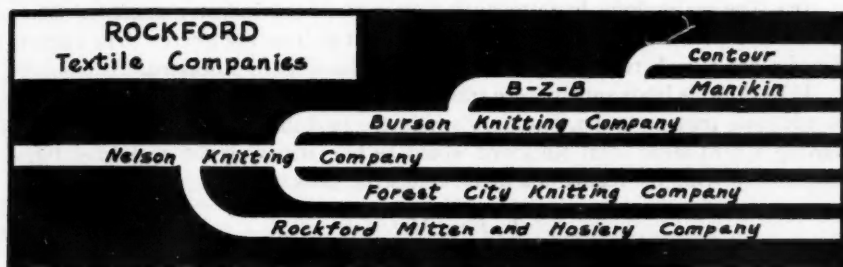 ROCKFORD
Textile Companies
Contour
B-Z-B Manikin
Burson Knitting Company
Nelson Knitting Company
Forest City Knitting Company
Rockford Mitten and Hosiery Company